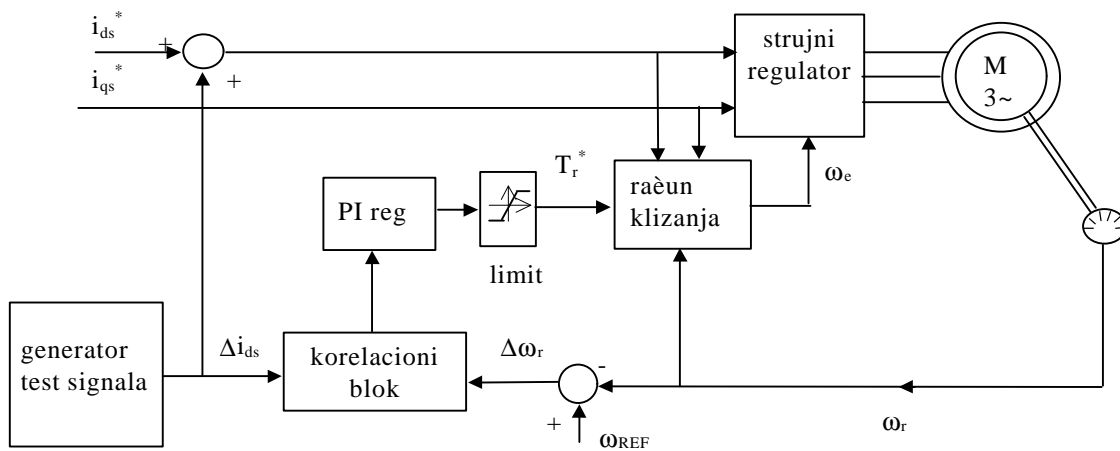 i_ds^*
+
i_qs^*
+
strujni
regulator
M
3~
ω_e
T_r^*
PI reg
limit
raèun
klizanja
generator
test signala
Δi_ds
korelacioni
blok
Δω_r
-
+
ω_REF
ω_r